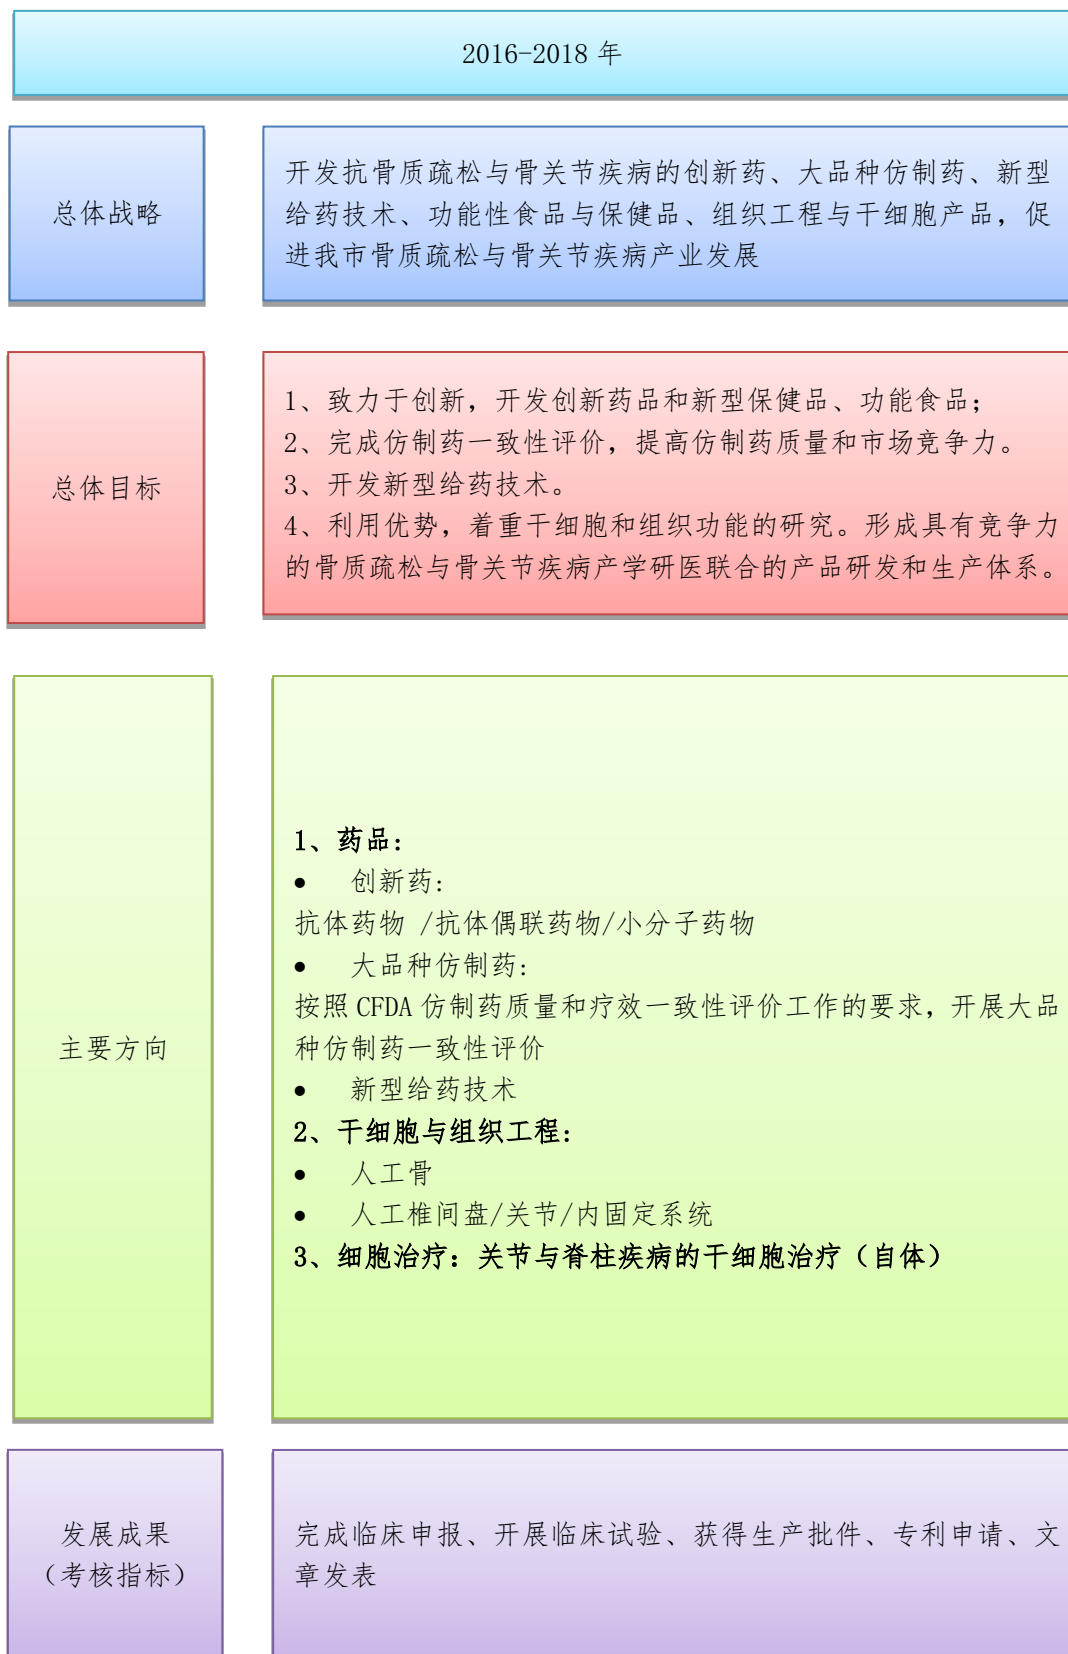 2016-2018 年
总体战略
开发抗骨质疏松与骨关节疾病的创新药、大品种仿制药、新型
给药技术、功能性食品与保健品、组织工程与干细胞产品，促
进我市骨质疏松与骨关节疾病产业发展
总体目标
1、致力于创新，开发创新药品和新型保健品、功能食品；
2、完成仿制药一致性评价，提高仿制药质量和市场竞争力。
3、开发新型给药技术。
4、利用优势，着重干细胞和组织功能的研究。形成具有竞争力
的骨质疏松与骨关节疾病产学研医联合的产品研发和生产体系。
主要方向
1、药品：
• 创新药：
抗体药物 /抗体偶联药物/小分子药物
• 大品种仿制药：
按照 CFDA 仿制药质量和疗效一致性评价工作的要求，开展大品
种仿制药一致性评价
• 新型给药技术
2、干细胞与组织工程：
• 人工骨
• 人工椎间盘/关节/内固定系统
3、细胞治疗：关节与脊柱疾病的干细胞治疗（自体）
发展成果
（考核指标）
完成临床申报、开展临床试验、获得生产批件、专利申请、文
章发表